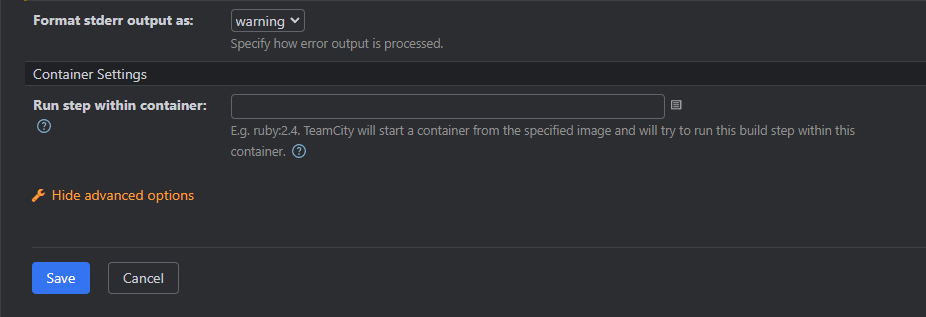 Format stderr output as: warning
Specify how error output is processed.
Container Settings
Run step within container:
E.g. ruby:2.4. TeamCity will start a container from the specified image and will try to run this build step within this
container. ?
?
Hide advanced options
Save Cancel